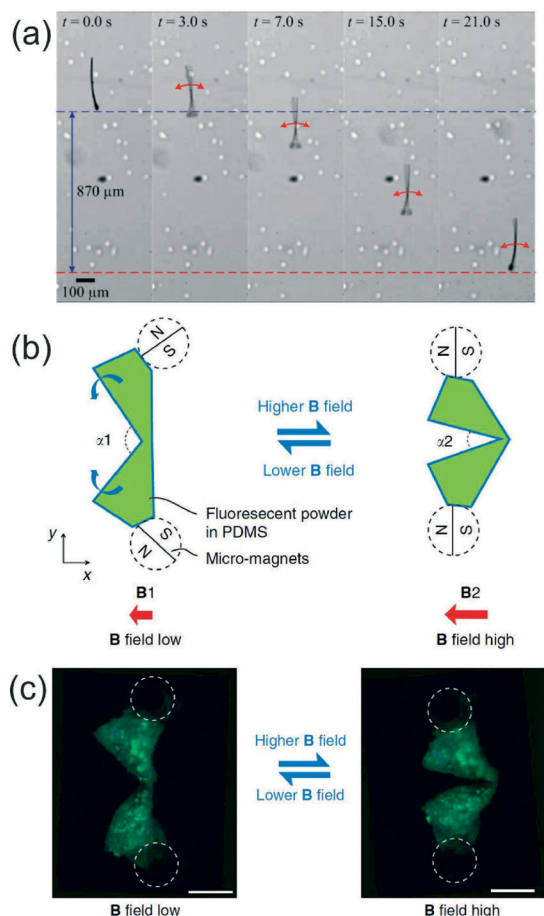 (a)
t = 0.0 s
t = 3.0 s
t = 7.0 s
t = 15.0 s
t = 21.0 s
870 µm
100 µm
(b)
N
S
α1
N
S
Fluoresecent powder
in PDMS
Micro-magnets
y
x
B1
B field low
Higher B field
Lower B field
N
S
α2
N
S
B2
B field high
(c)
Higher B field
Lower B field
B field low
B field high